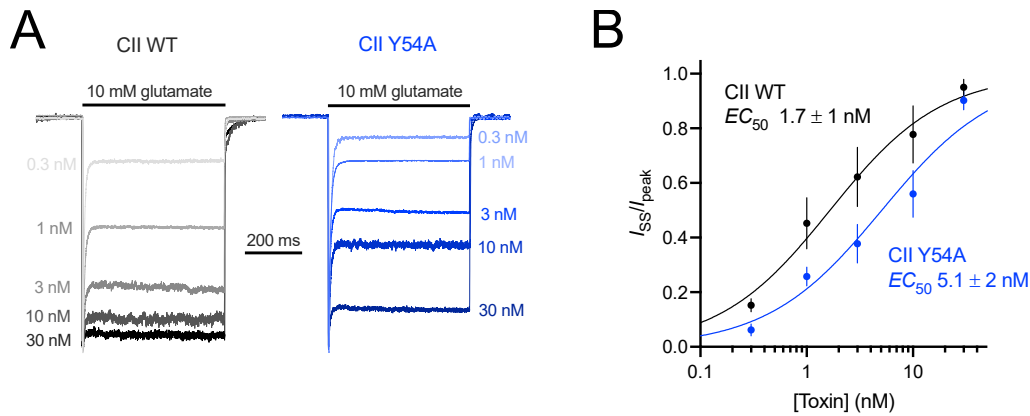 A
CII WT
10 mM glutamate
0.3 nM
1 nM
3 nM
10 nM
30 nM
200 ms
CII Y54A
10 mM glutamate
0.3 nM
1 nM
3 nM
10 nM
30 nM
B
I_SS/I_peak
1.0
0.8
0.6
0.4
0.2
0.0
CII WT
EC50 1.7 ± 1 nM
CII Y54A
EC50 5.1 ± 2 nM
0.1
1
10
[Toxin] (nM)